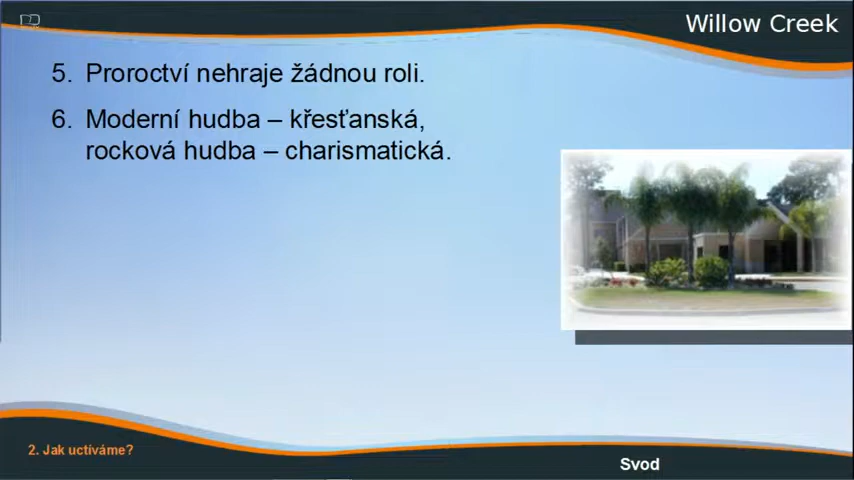 Willow Creek
5. Proroctví nehraje žádnou roli.
6. Moderní hudba – křesťanská,
rocková hudba – charismatická.
2. Jak uctíváme?
Svod